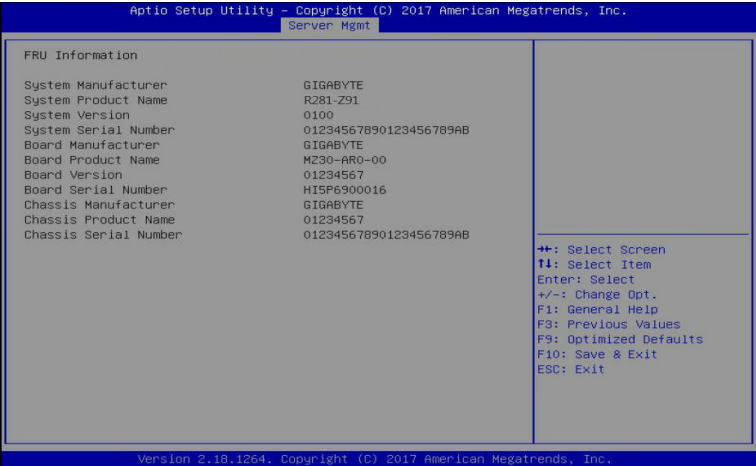 Aptio Setup Utility – Copyright (C) 2017 American Megatrends, Inc.
Server Mgmt
FRU Information
System Manufacturer GIGABYTE
System Product Name R281-Z91
System Version 0100
System Serial Number 01234567890123456789AB
Board Manufacturer GIGABYTE
Board Product Name MZ30-AR0-00
Board Version 01234567
Board Serial Number HI5P6900016
Chassis Manufacturer GIGABYTE
Chassis Product Name 01234567
Chassis Serial Number 01234567890123456789AB
→←: Select Screen
↑↓: Select Item
Enter: Select
+/-: Change Opt.
F1: General Help
F3: Previous Values
F9: Optimized Defaults
F10: Save & Exit
ESC: Exit
Version 2.18.1264. Copyright (C) 2017 American Megatrends, Inc.